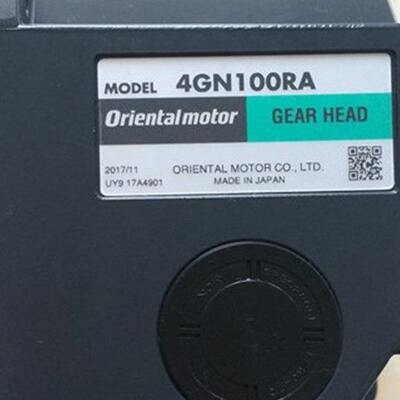 MODEL 4GN100RA
Orientalmotor GEAR HEAD
2017/11 ORIENTAL MOTOR CO., LTD.
UY9 17A4901 MADE IN JAPAN